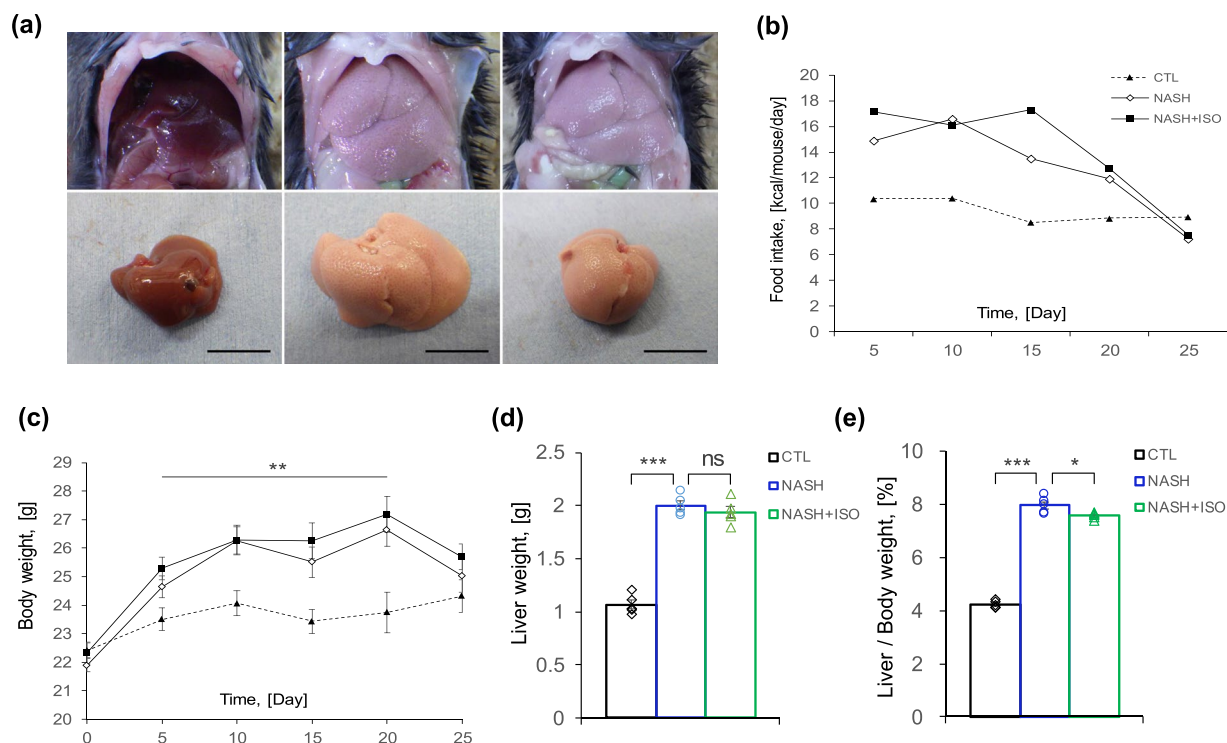 (a)
(b)
20
18
16
14
12
10
8
6
4
2
0
Food intake, [kcal/mouse/day]
CTL
NASH
NASH+ISO
Time, [Day]
5 10 15 20 25
(c)
29
28
27
26
25
24
23
22
21
20
Body weight, [g]
**
Time, [Day]
0 5 10 15 20 25
(d)
2.5
2
1.5
1
0.5
0
Liver weight, [g]
*** ns
CTL
NASH
NASH+ISO
(e)
10
8
6
4
2
0
Liver / Body weight, [%]
*** *
CTL
NASH
NASH+ISO